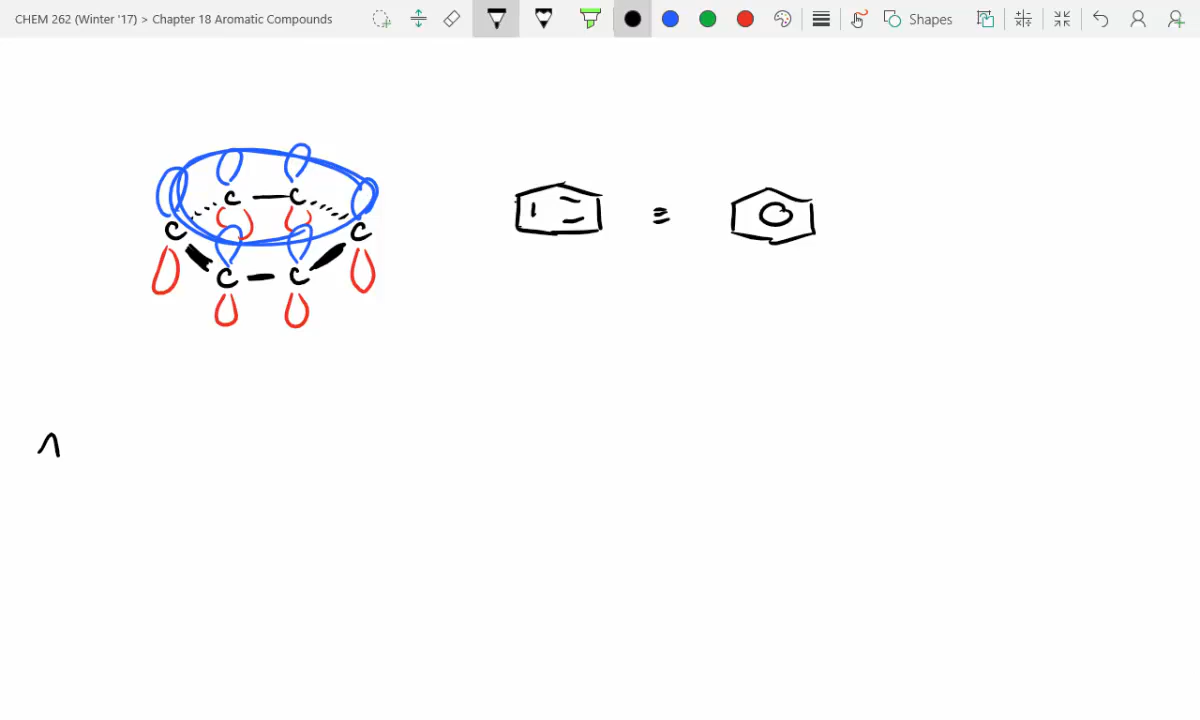 CHEM 262 (Winter '17) > Chapter 18 Aromatic Compounds
Shapes
C — C
C C
C — C
≡